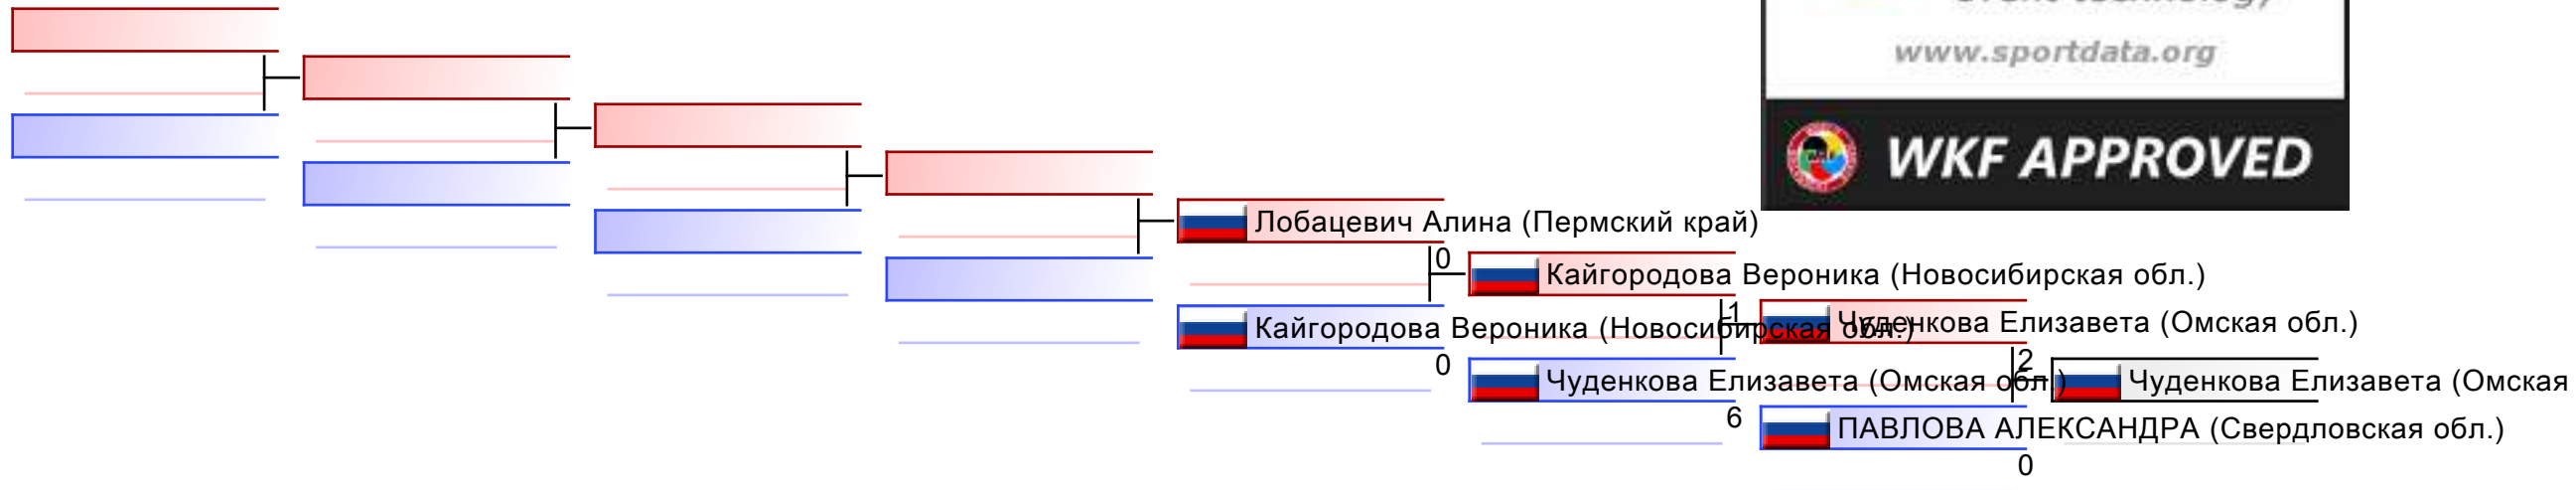 event technology
www.sportdata.org
WKF APPROVED
Лобацевич Алина (Пермский край)
0
Кайгородова Вероника (Новосибирская обл.)
Кайгородова Вероника (Новосибирская обл.)
0
1
Чуденкова Елизавета (Омская обл.)
Чуденкова Елизавета (Омская обл.)
6
2
Чуденкова Елизавета (Омская
ПАВЛОВА АЛЕКСАНДРА (Свердловская обл.)
0